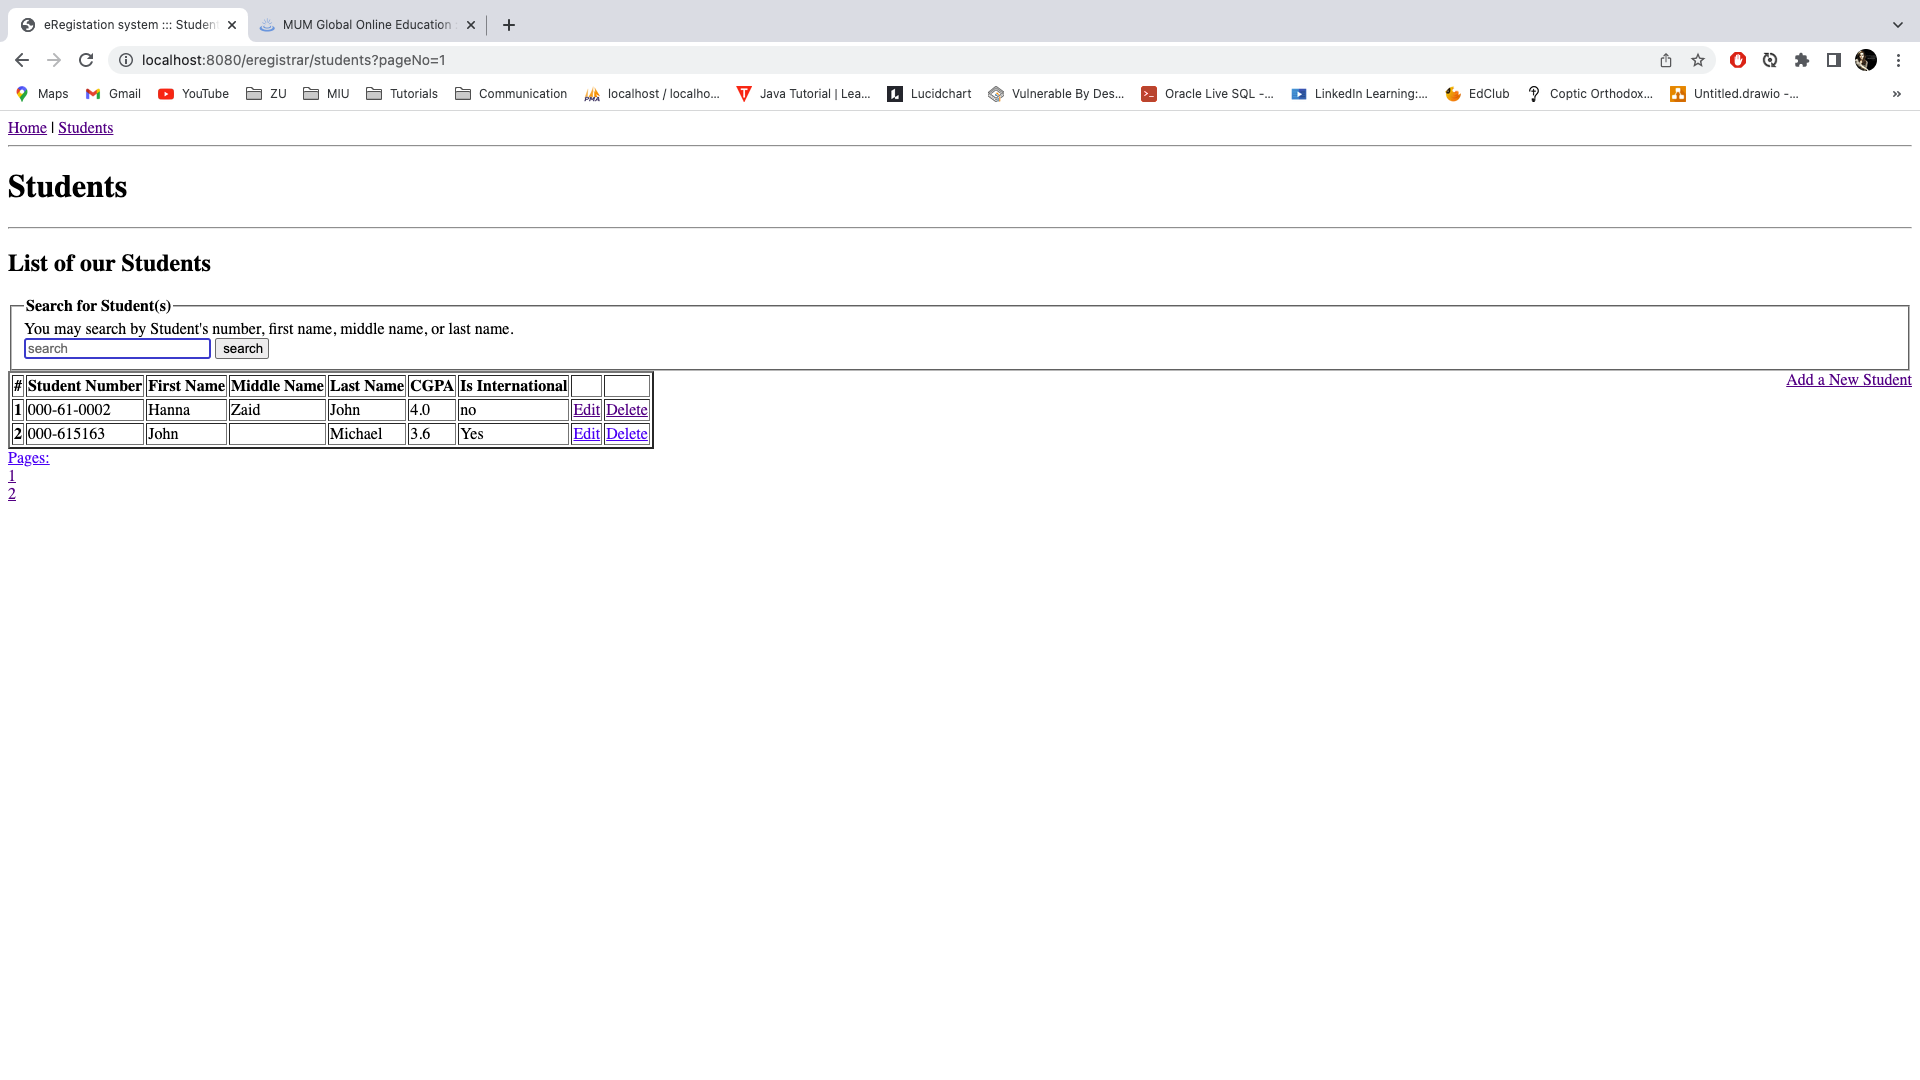 eRegistation system ::: Studen
MUM Global Online Education
localhost:8080/eregistrar/students?pageNo=1
Maps Gmail YouTube ZU MIU Tutorials Communication localhost / localho... Java Tutorial | Lea... Lucidchart Vulnerable By Des... Oracle Live SQL -... LinkedIn Learning:... EdClub Coptic Orthodox... Untitled.drawio -... »
Home | Students
Students
List of our Students
Search for Student(s)
You may search by Student's number, first name, middle name, or last name.
search search
Add a New Student
# Student Number First Name Middle Name Last Name CGPA Is International
1 000-61-0002 Hanna Zaid John 4.0 no Edit Delete
2 000-615163 John Michael 3.6 Yes Edit Delete
Pages:
1
2